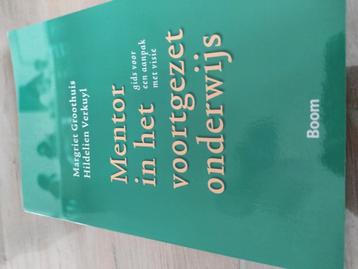 Margriet Groothuis
Hildelien Verkuyl
Mentor
in het
gids voor
een aanpak
met visie
voortgezet
onderwijs
Boom